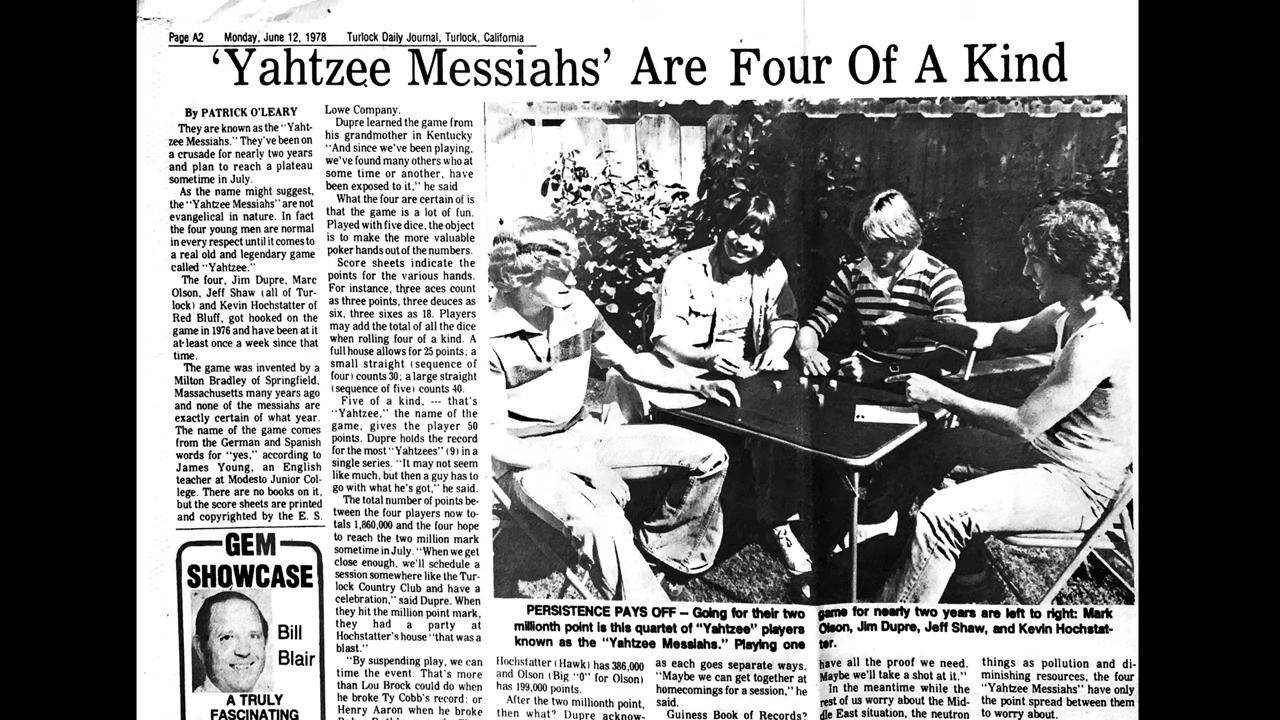 Page A2 Monday, June 12, 1978 Turlock Daily Journal, Turlock, California
‘Yahtzee Messiahs’ Are Four Of A Kind
By PATRICK O'LEARY
They are known as the “Yaht-
zee Messiahs.” They've been on
a crusade for nearly two years
and plan to reach a plateau
sometime in July.
As the name might suggest,
the “Yahtzee Messiahs” are not
evangelical in nature. In fact
the four young men are normal
in every respect until it comes to
a real old and legendary game
called “Yahtzee.”
The four, Jim Dupre, Marc
Olson, Jeff Shaw (all of Tur-
lock) and Kevin Hochstatter of
Red Bluff, got hooked on the
game in 1976 and have been at it
at least once a week since that
time.
The game was invented by a
Milton Bradley of Springfield,
Massachusetts many years ago
and none of the messiahs are
exactly certain of what year.
The name of the game comes
from the German and Spanish
words for “yes,” according to
James Young, an English
teacher at Modesto Junior Col-
lege. There are no books on it,
but the score sheets are printed
and copyrighted by the E. S.
GEM
SHOWCASE
Bill
Blair
A TRULY
FASCINATING
Lowe Company.
Dupre learned the game from
his grandmother in Kentucky
“And since we've been playing,
we've found many others who at
some time or another, have
been exposed to it,” he said
What the four are certain of is
that the game is a lot of fun.
Played with five dice, the object
is to make the more valuable
poker hands out of the numbers.
Score sheets indicate the
points for the various hands.
For instance, three aces count
as three points, three deuces as
six, three sixes as 18. Players
may add the total of all the dice
when rolling four of a kind. A
full house allows for 25 points; a
small straight (sequence of
four) counts 30; a large straight
(sequence of five) counts 40.
Five of a kind, --- that's
“Yahtzee,” the name of the
game, gives the player 50
points. Dupre holds the record
for the most “Yahtzees” (9) in a
single series. “It may not seem
like much, but then a guy has to
go with what he's got,” he said.
The total number of points be-
tween the four players now to-
tals 1,860,000 and the four hope
to reach the two million mark
sometime in July. “When we get
close enough, we'll schedule a
session somewhere like the Tur-
lock Country Club and have a
celebration,” said Dupre. When
they hit the million point mark,
they had a party at
Hochstatter's house “that was a
blast.”
“By suspending play, we can
time the event. That's more
than Lou Brock could do when
he broke Ty Cobb's record; or
Henry Aaron when he broke
PERSISTENCE PAYS OFF — Going for their two
millionth point is this quartet of “Yahtzee” players
known as the “Yahtzee Messiahs.” Playing one
game for nearly two years are left to right: Mark
Olson, Jim Dupre, Jeff Shaw, and Kevin Hochstat-
ter.
Hochstatter (Hawk) has 386,000
and Olson (Big “0” for Olson)
has 199,000 points.
After the two millionth point,
then what? Dupre acknow-
as each goes separate ways.
“Maybe we can get together at
homecomings for a session,” he
said.
Guiness Book of Records?
have all the proof we need.
Maybe we'll take a shot at it.”
In the meantime while the
rest of us worry about the Mid-
dle East situation, the neutron
things as pollution and di-
minishing resources, the four
“Yahtzee Messiahs” have only
the point spread between them
to worry about.